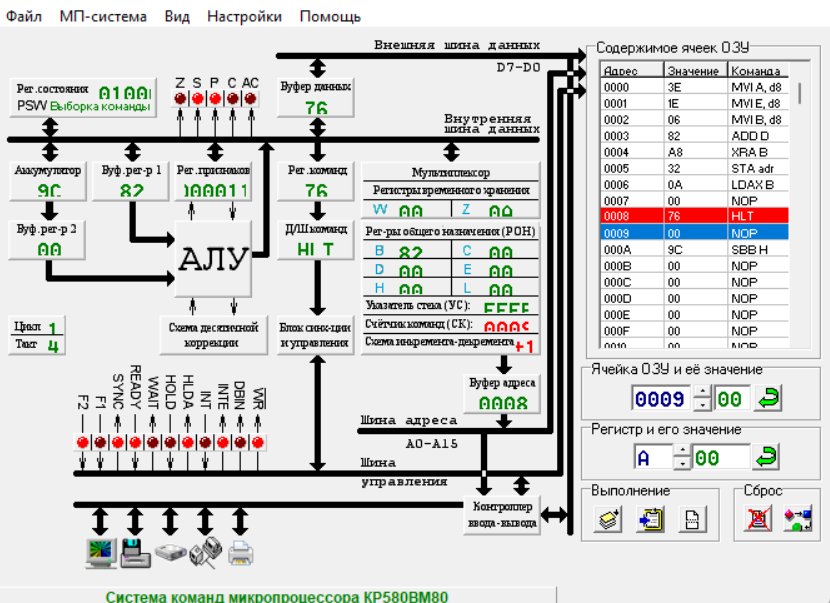 Файл МП-система Вид Настройки Помощь
Внешняя шина данных
D7-D0
Рег.состояния 0100
PSW Выборка команды
Z S P C AC
Буфер данных
76
Внутренняя
шина данных
Аккумулятор
9C
Буф.рег-р 1
82
Рег.признаков
000011
Рег.команд
76
Мультиплексор
Регистры временного хранения
W 00 Z 00
Буф.рег-р 2
00
АЛУ
Д/Ш команд
HLT
Рег-ры общего назначения (РОН)
B 82 C 00
D 00 E 00
H 00 L 00
Указатель стека (УС): FFFF
Счётчик команд (СК): 0009
Схема инкремента-декремента +1
Цикл 1
Такт 4
Схема десятичной
коррекции
Блок синх-ции
и управления
Буфер адреса
0008
F2 F1 SYNC READY WAIT HOLD HLDA INT INTE DBIN WR
Шина адреса
A0-A15
Шина
управления
Контроллер
ввода-вывода
Содержимое ячеек ОЗУ
Адрес Значение Команда
0000 3E MVI A, d8
0001 1E MVI E, d8
0002 06 MVI B, d8
0003 82 ADD D
0004 A8 XRA B
0005 32 STA adr
0006 0A LDAX B
0007 00 NOP
0008 76 HLT
0009 00 NOP
000A 9C SBB H
000B 00 NOP
000C 00 NOP
000D 00 NOP
000E 00 NOP
000F 00 NOP
0010 00 NOP
Ячейка ОЗУ и её значение
0009 00
Регистр и его значение
A 00
Выполнение
Сброс
Система команд микропроцессора КР580ВМ80